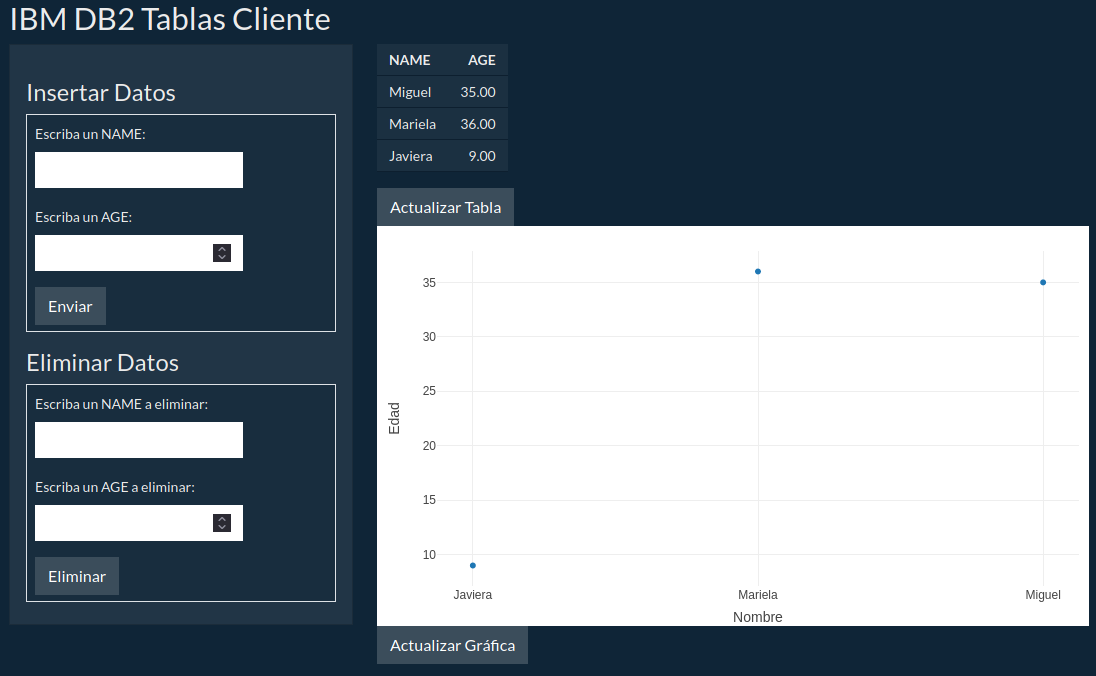 IBM DB2 Tablas Cliente
Insertar Datos
Escriba un NAME:
Escriba un AGE:
Enviar
Eliminar Datos
Escriba un NAME a eliminar:
Escriba un AGE a eliminar:
Eliminar
NAME AGE
Miguel 35.00
Mariela 36.00
Javiera 9.00
Actualizar Tabla
35
30
25
20
15
10
Edad
Javiera Mariela Miguel
Nombre
Actualizar Gráfica